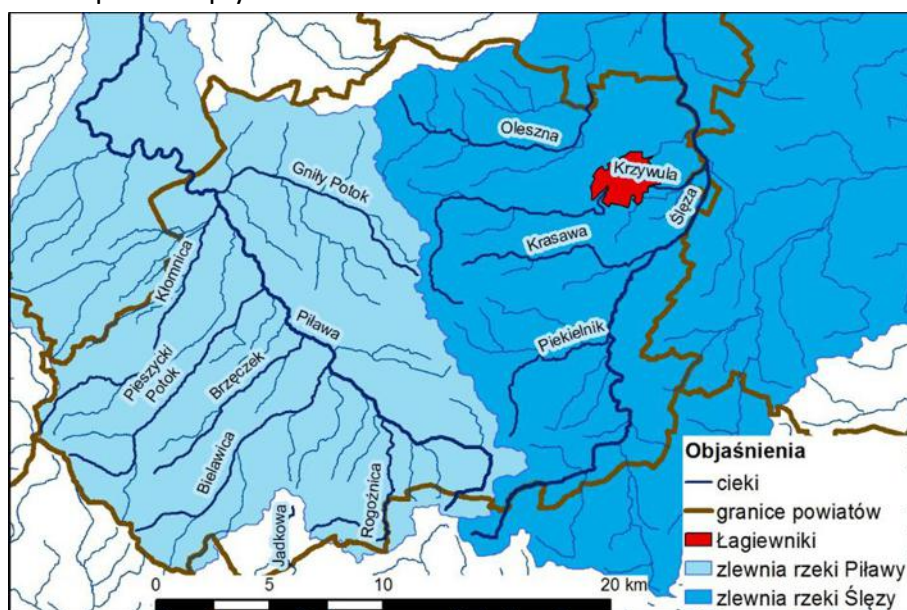 Oleszna
Krzywula
Gniły Potok
Ślęza
Krasawa
Kłomnica
Piława
Piekielnik
Pieszycki
Potok
Brzęczek
Bielawica
Rogoźnica
Jadkowa
Objaśnienia
cieki
granice powiatów
Łagiewniki
zlewnia rzeki Piławy
zlewnia rzeki Ślęzy
0 5 10 20 km